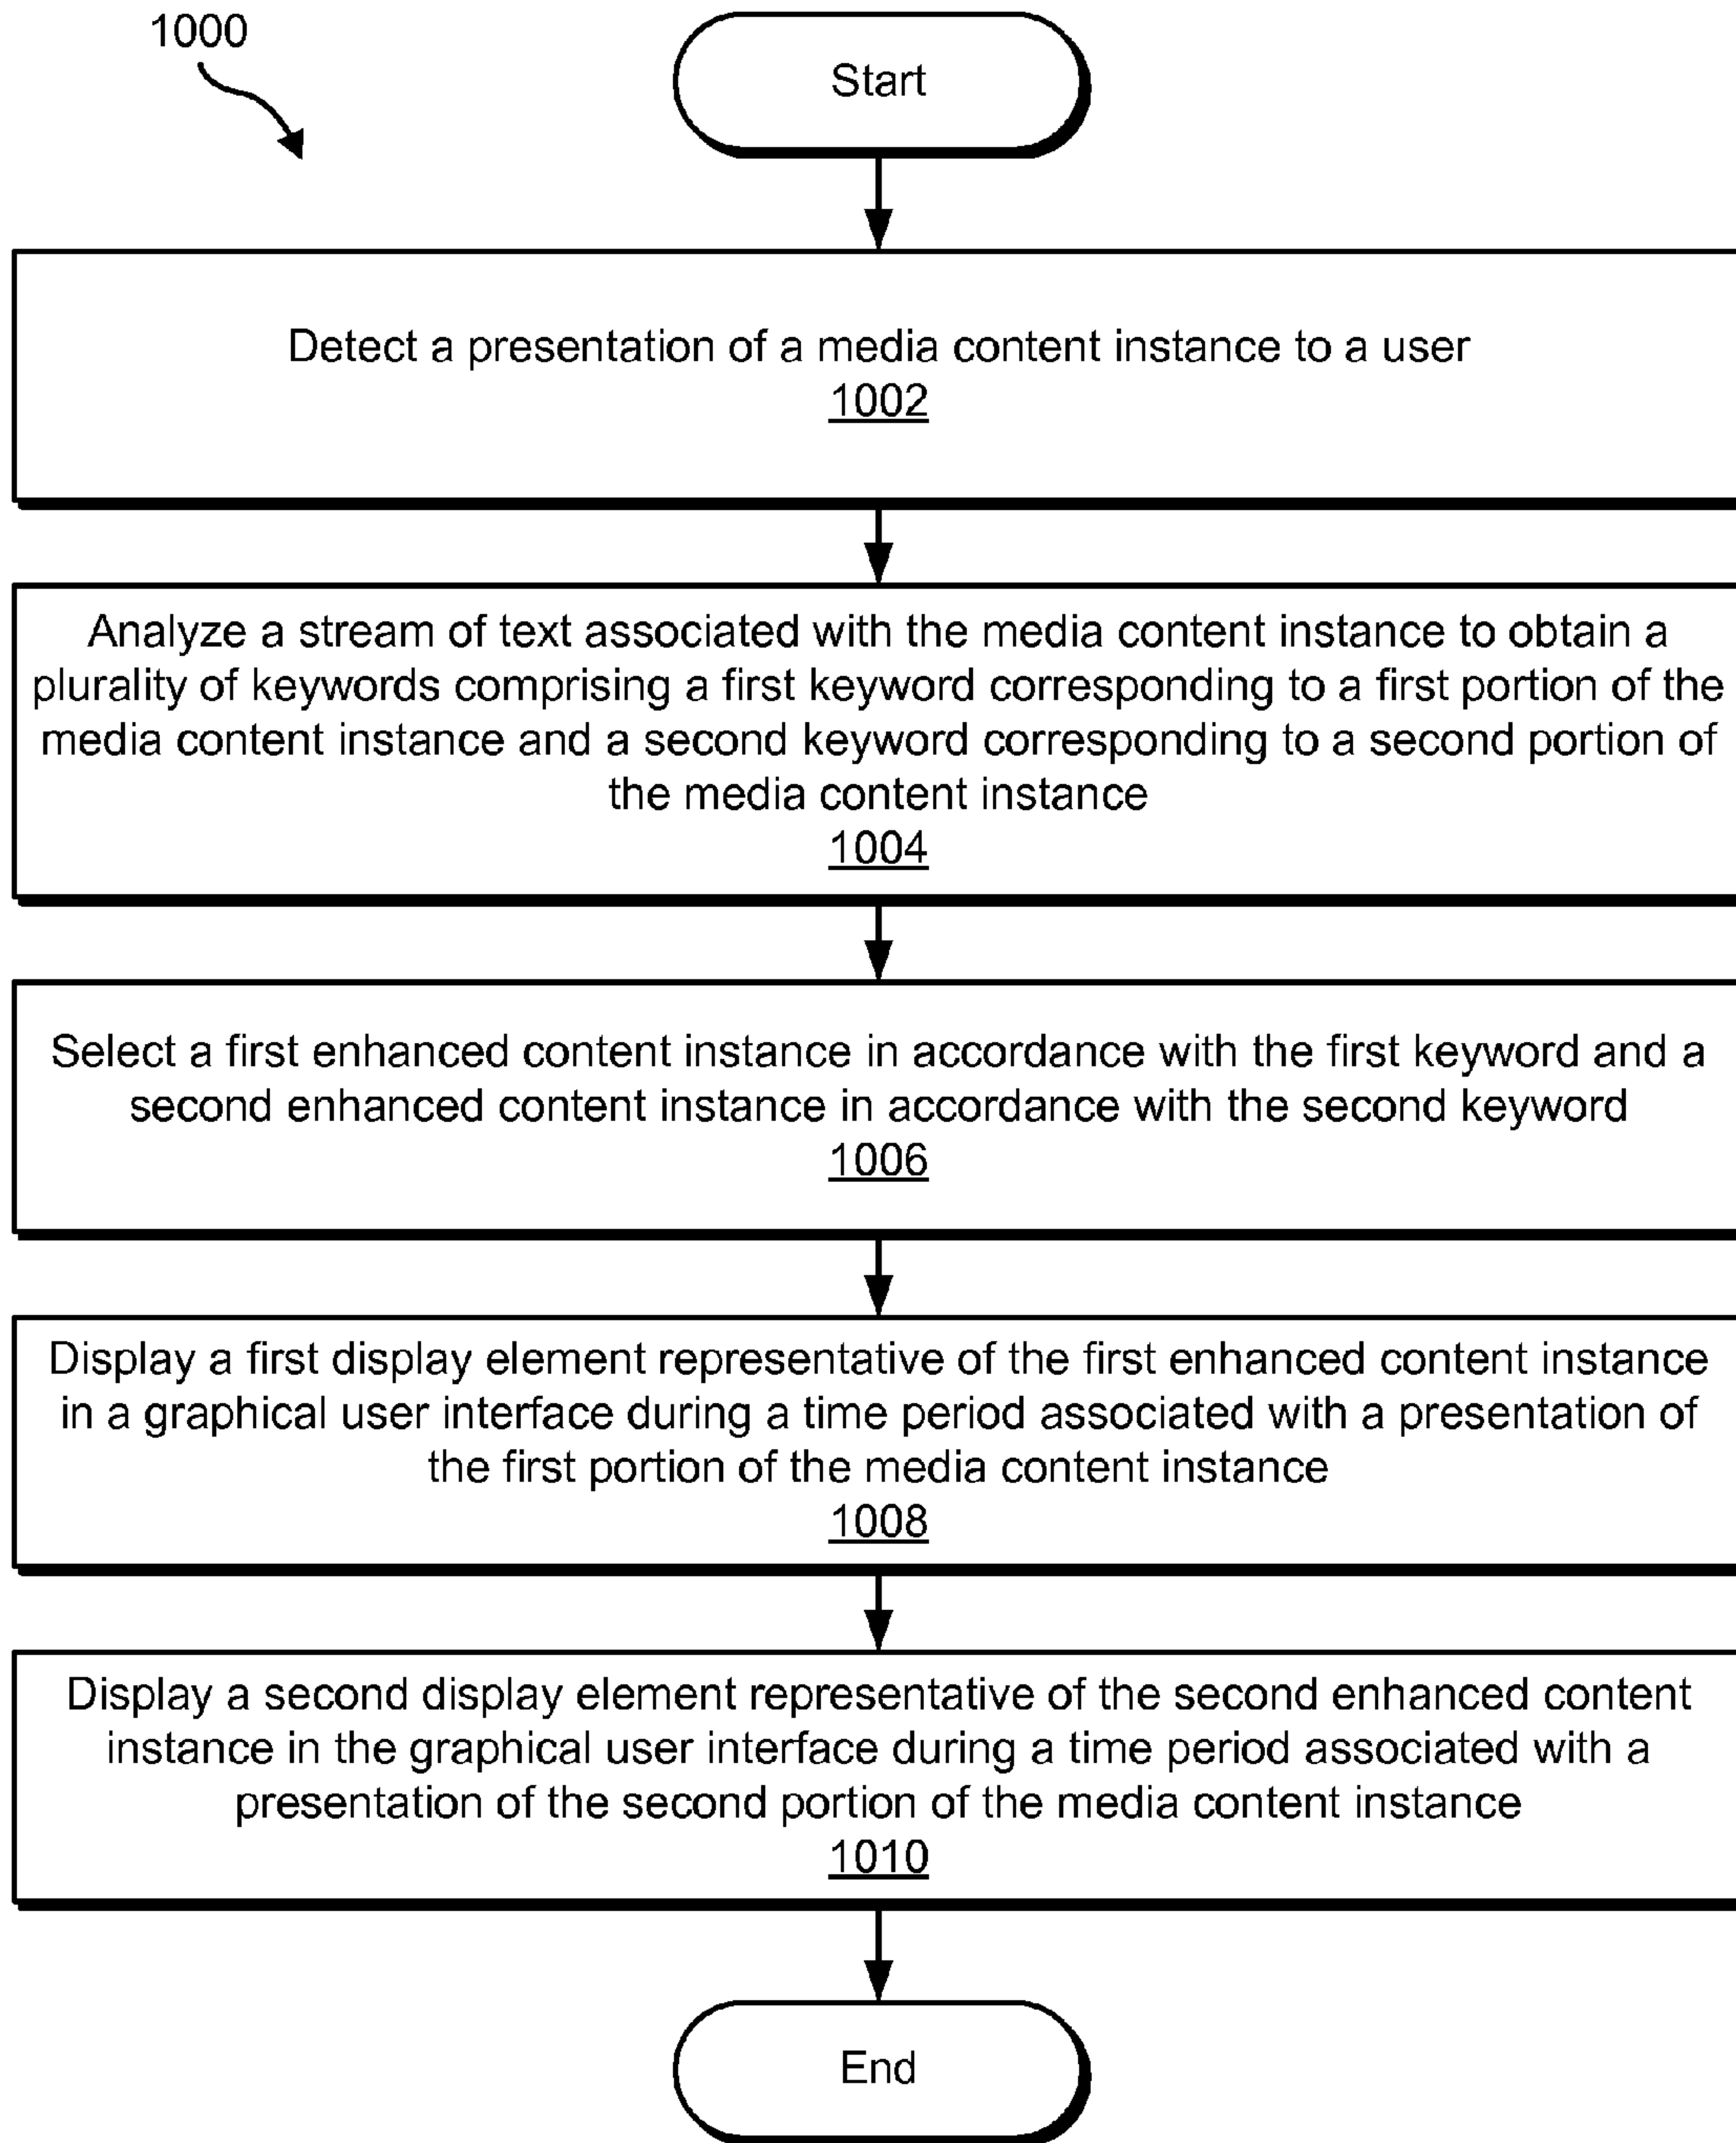 1000
Start
Detect a presentation of a media content instance to a user
1002
Analyze a stream of text associated with the media content instance to obtain a
plurality of keywords comprising a first keyword corresponding to a first portion of the
media content instance and a second keyword corresponding to a second portion of
the media content instance
1004
Select a first enhanced content instance in accordance with the first keyword and a
second enhanced content instance in accordance with the second keyword
1006
Display a first display element representative of the first enhanced content instance
in a graphical user interface during a time period associated with a presentation of
the first portion of the media content instance
1008
Display a second display element representative of the second enhanced content
instance in the graphical user interface during a time period associated with a
presentation of the second portion of the media content instance
1010
End